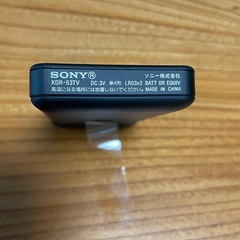 SONY® ソニー株式会社
XDR-63TV DC:3V 単4形 LR03x2 BATT OR EQUIV
高温になる場所には放置しないでください。 MADE IN CHINA